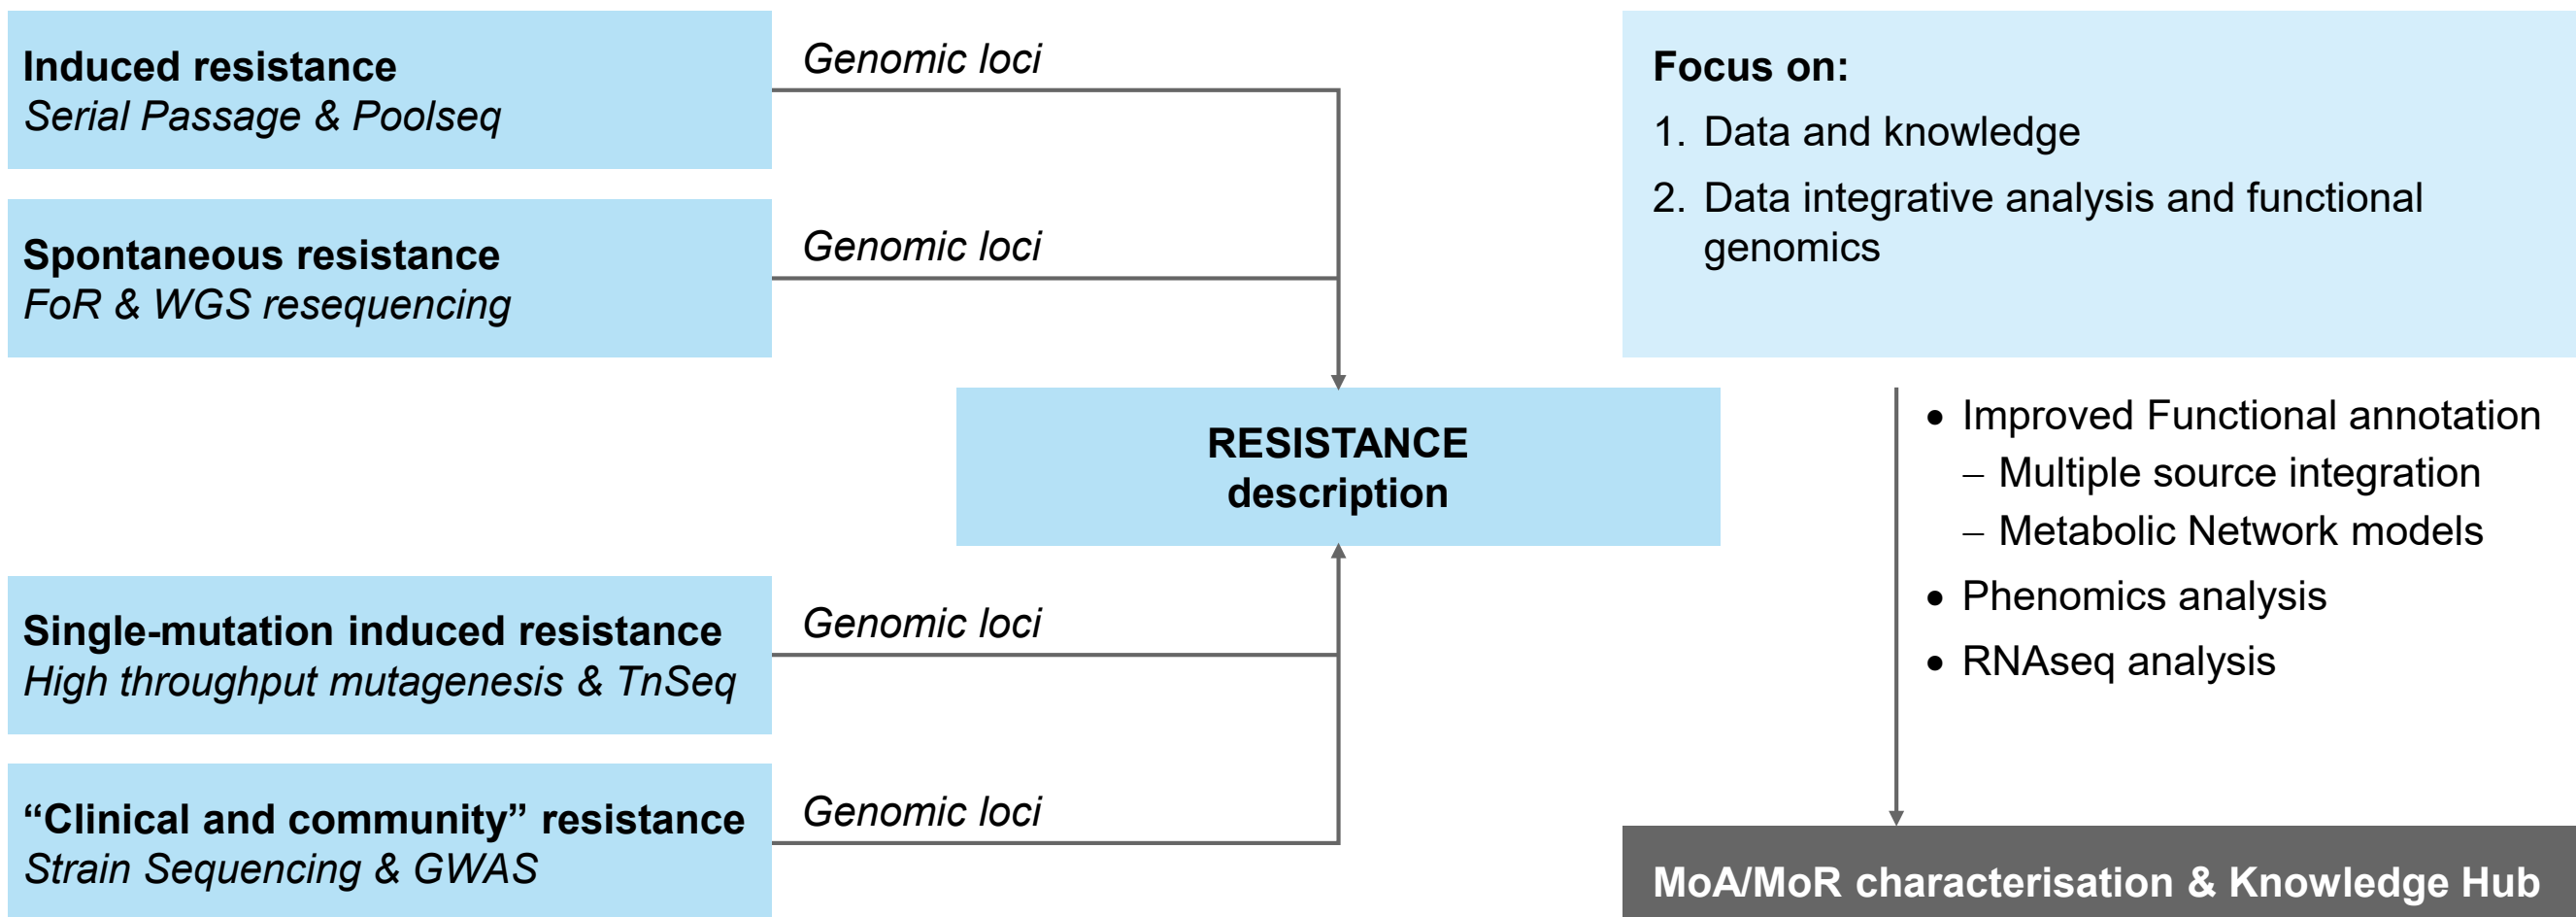 Induced resistance
Serial Passage & Poolseq
Genomic loci
Spontaneous resistance
FoR & WGS resequencing
Genomic loci
RESISTANCE
description
Single-mutation induced resistance
High throughput mutagenesis & TnSeq
Genomic loci
“Clinical and community” resistance
Strain Sequencing & GWAS
Genomic loci
Focus on:
1. Data and knowledge
2. Data integrative analysis and functional
genomics
• Improved Functional annotation
– Multiple source integration
– Metabolic Network models
• Phenomics analysis
• RNAseq analysis
MoA/MoR characterisation & Knowledge Hub